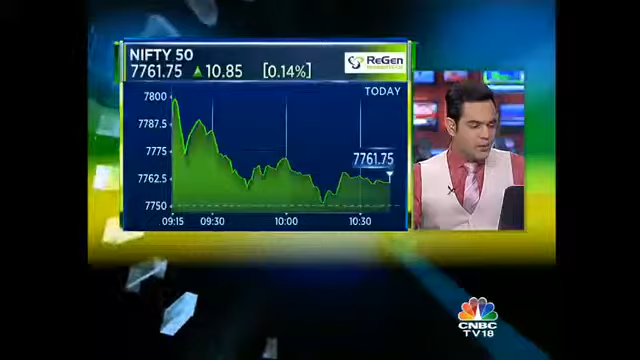 NIFTY 50
7761.75 ▲ 10.85 [0.14%]
ReGen
TODAY
7800
7787.5
7775
7762.5
7750
7761.75
09:15 09:30 10:00 10:30
CNBC
TV18